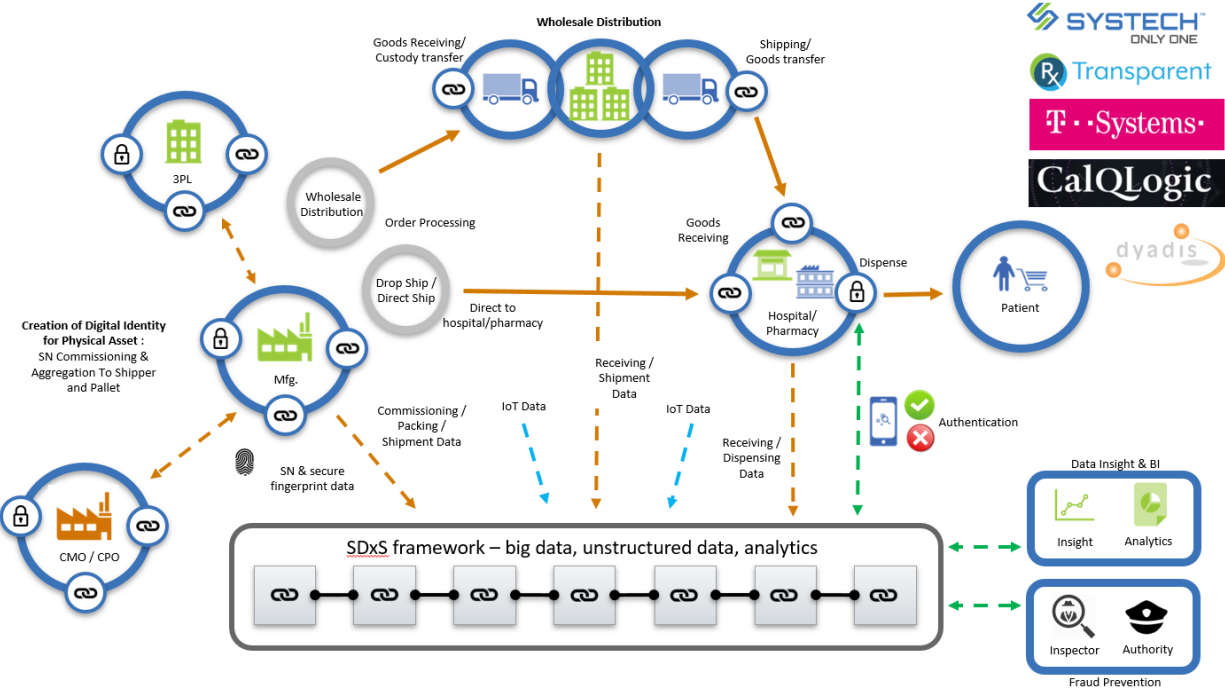 Wholesale Distribution
SYSTECH™
ONLY ONE
Goods Receiving/
Custody transfer
Shipping/
Goods transfer
Rx Transparent
T··Systems·
CalQLogic
3PL
Wholesale
Distribution
Order Processing
Goods
Receiving
dyadis
Dispense
Drop Ship /
Direct Ship
Direct to
hospital/pharmacy
Hospital/
Pharmacy
Patient
Creation of Digital Identity
for Physical Asset :
SN Commissioning &
Aggregation To Shipper
and Pallet
Mfg.
Receiving /
Shipment
Data
Commissioning /
Packing /
Shipment Data
IoT Data
IoT Data
Authentication
Receiving /
Dispensing
Data
SN & secure
fingerprint data
CMO / CPO
Data Insight & BI
Insight
Analytics
SDxS framework – big data, unstructured data, analytics
Inspector
Authority
Fraud Prevention